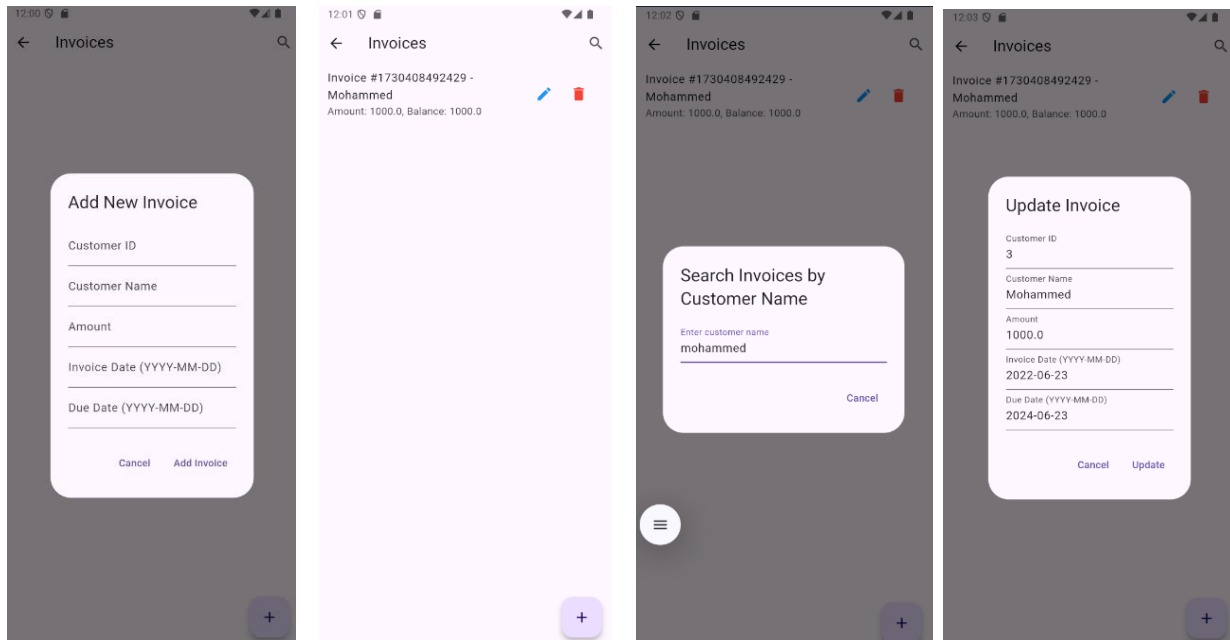 12:00
Invoices
Add New Invoice
Customer ID
Customer Name
Amount
Invoice Date (YYYY-MM-DD)
Due Date (YYYY-MM-DD)
Cancel Add Invoice
12:01
Invoices
Invoice #1730408492429 -
Mohammed
Amount: 1000.0, Balance: 1000.0
12:02
Invoices
Invoice #1730408492429 -
Mohammed
Amount: 1000.0, Balance: 1000.0
Search Invoices by
Customer Name
Enter customer name
mohammed
Cancel
12:03
Invoices
Invoice #1730408492429 -
Mohammed
Amount: 1000.0, Balance: 1000.0
Update Invoice
Customer ID
3
Customer Name
Mohammed
Amount
1000.0
Invoice Date (YYYY-MM-DD)
2022-06-23
Due Date (YYYY-MM-DD)
2024-06-23
Cancel Update